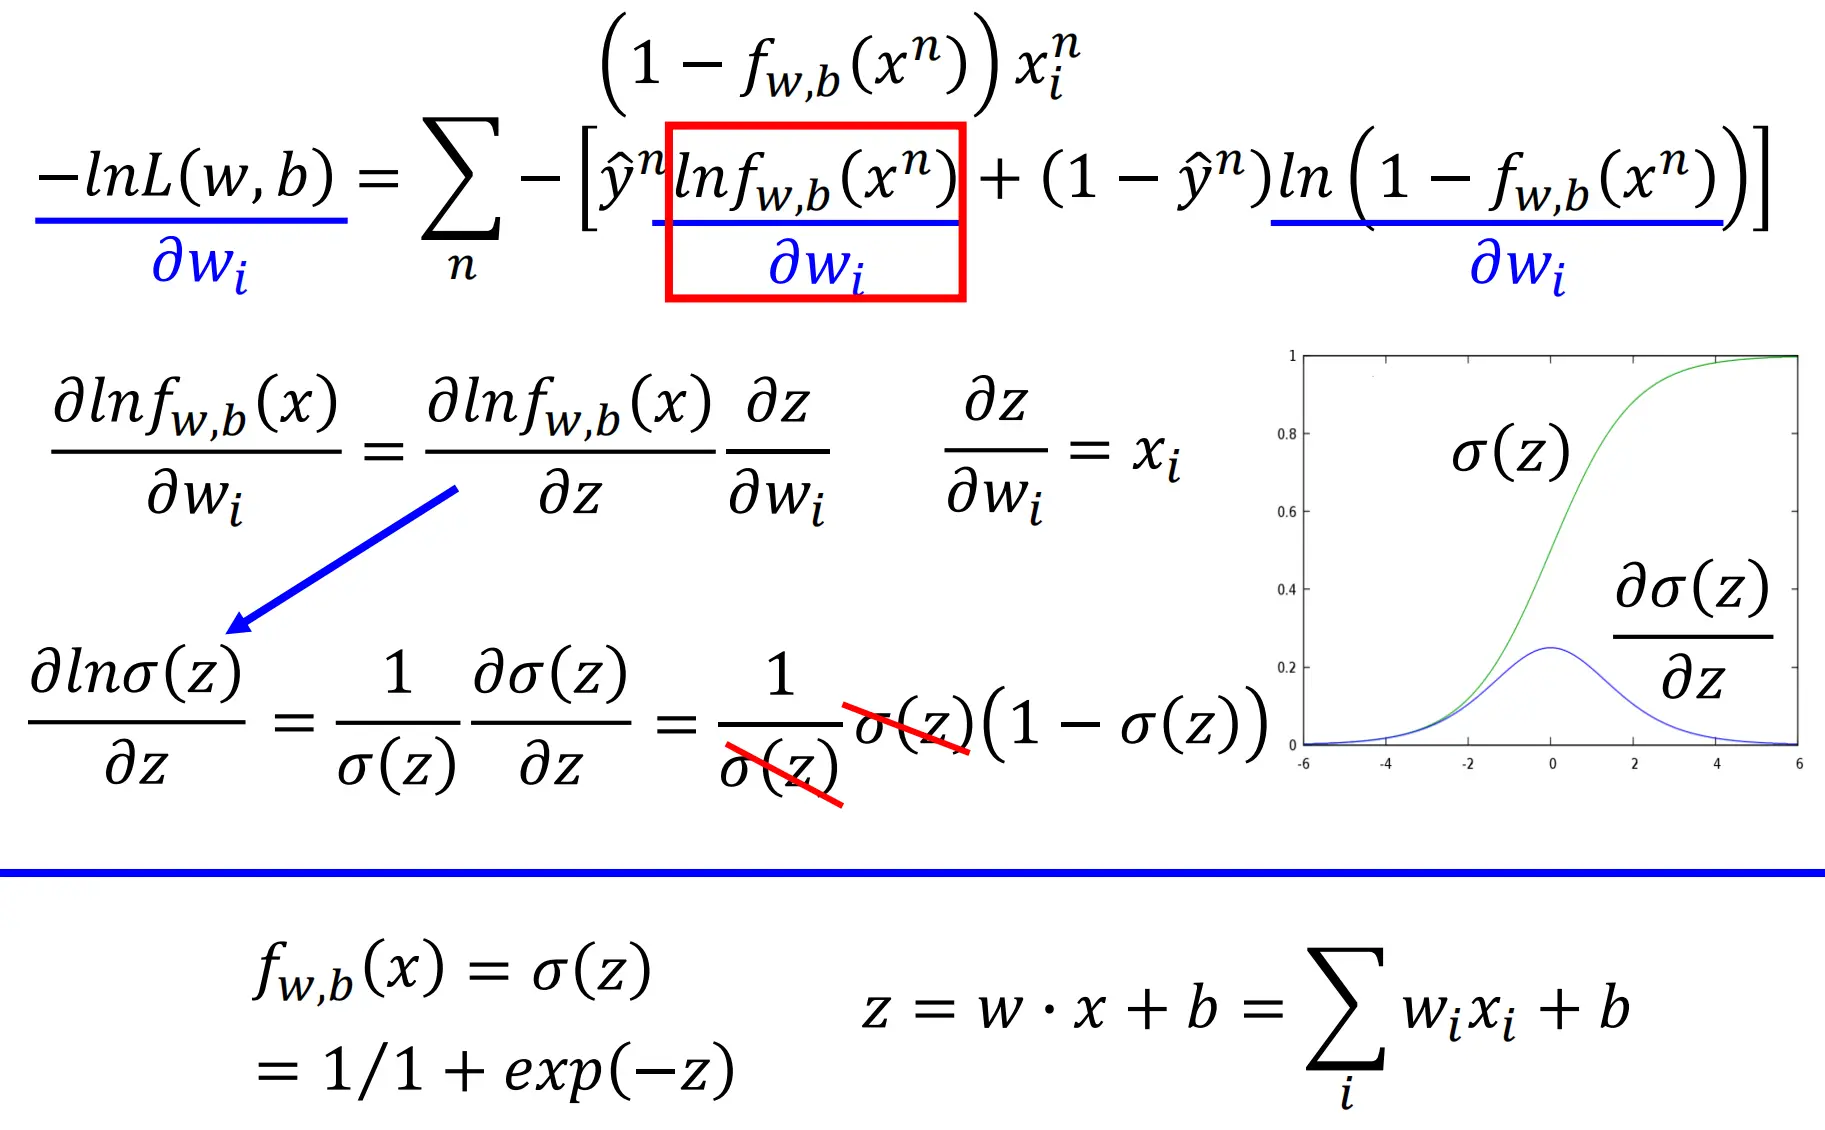 (1 − f_{w,b}(x^n)) x_i^n
−lnL(w, b) = ∑ − [ŷ^n lnf_{w,b}(x^n) + (1 − ŷ^n)ln(1 − f_{w,b}(x^n))]
∂w_i n ∂w_i ∂w_i
∂lnf_{w,b}(x) / ∂w_i = ∂lnf_{w,b}(x) / ∂z ∂z / ∂w_i
∂z / ∂w_i = x_i
∂lnσ(z) / ∂z = 1 / σ(z) ∂σ(z) / ∂z = 1 / σ(z) σ(z)(1 − σ(z))
1
0.8
0.6
0.4
0.2
0
-6 -4 -2 0 2 4 6
σ(z)
∂σ(z) / ∂z
f_{w,b}(x) = σ(z)
= 1/1 + exp(−z)
z = w · x + b = ∑_i w_i x_i + b